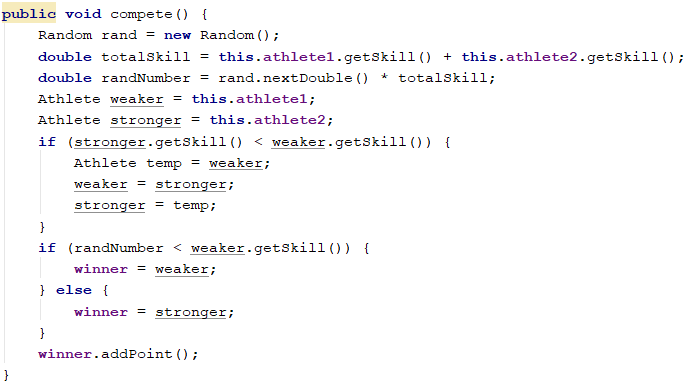 public void compete() {
    Random rand = new Random();
    double totalSkill = this.athlete1.getSkill() + this.athlete2.getSkill();
    double randNumber = rand.nextDouble() * totalSkill;
    Athlete weaker = this.athlete1;
    Athlete stronger = this.athlete2;
    if (stronger.getSkill() < weaker.getSkill()) {
        Athlete temp = weaker;
        weaker = stronger;
        stronger = temp;
    }
    if (randNumber < weaker.getSkill()) {
        winner = weaker;
    } else {
        winner = stronger;
    }
    winner.addPoint();
}